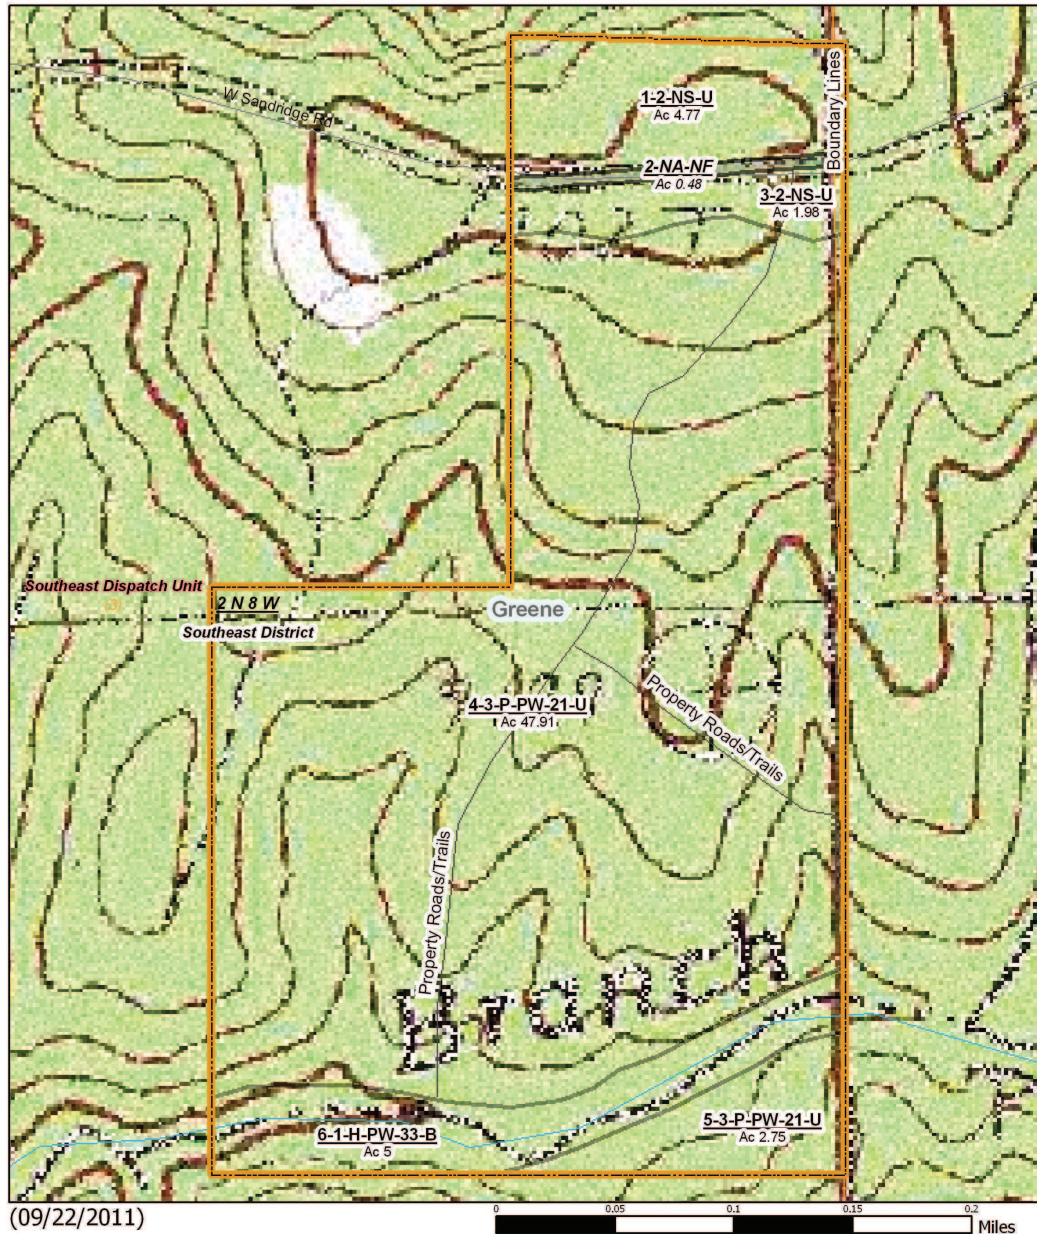 1-2-NS-U
Ac 4.77
Boundary Lines
W Sandridge Rd
2-NA-NF
Ac 0.48
3-2-NS-U
Ac 1.98
Southeast Dispatch Unit
2 N 8 W
Greene
Southeast District
4-3-P-PW-21-U
Ac 47.91
Property Roads/Trails
Property Roads/Trails
Branch
6-1-H-PW-33-B
Ac 5
5-3-P-PW-21-U
Ac 2.75
(09/22/2011)
0 0.05 0.1 0.15 0.2
Miles